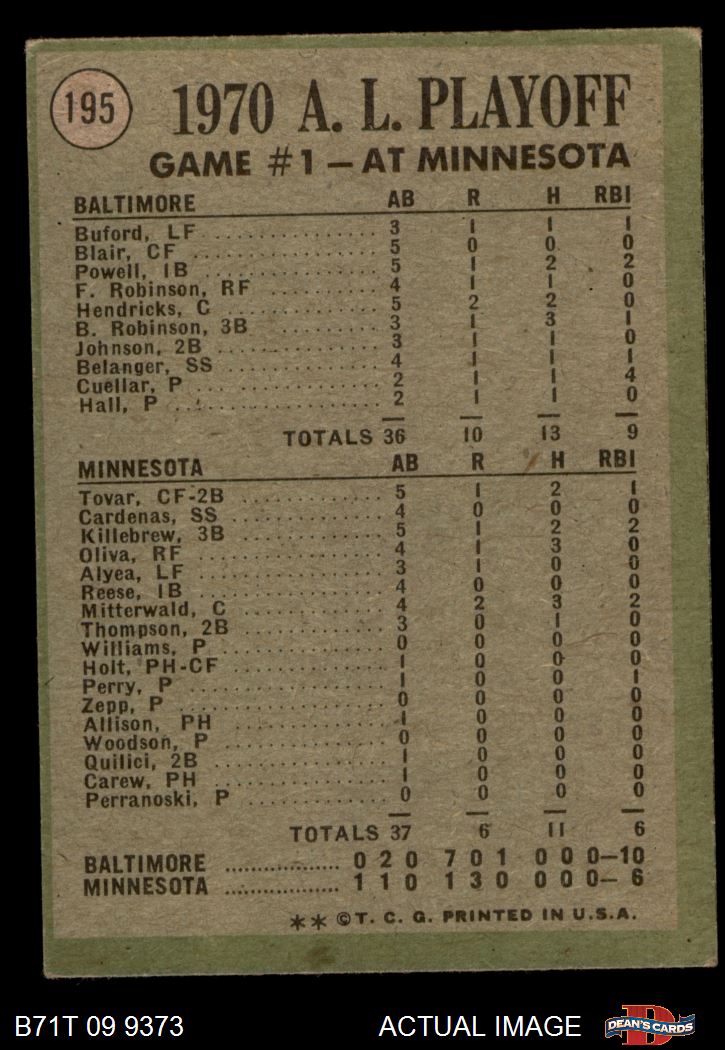 195
1970 A. L. PLAYOFF
GAME #1 – AT MINNESOTA
BALTIMORE AB R H RBI
Buford, LF .............. 3 1 1 1
Blair, CF .............. 5 0 0 0
Powell, 1B .............. 5 1 2 2
F. Robinson, RF .......... 4 1 1 0
Hendricks, C ............ 5 2 2 0
B. Robinson, 3B .......... 3 1 3 1
Johnson, 2B ............ 3 1 1 0
Belanger, SS ............ 4 1 1 1
Cuellar, P .............. 2 1 1 4
Hall, P .............. 2 1 1 0
TOTALS 36 10 13 9
MINNESOTA AB R H RBI
Tovar, CF-2B ............ 5 1 2 1
Cardenas, SS ............ 4 0 0 0
Killebrew, 3B ............ 5 1 2 2
Oliva, RF .............. 4 1 3 0
Alyea, LF .............. 3 1 0 0
Reese, 1B .............. 4 0 0 0
Mitterwald, C ............ 4 2 3 2
Thompson, 2B ............ 3 0 1 0
Williams, P .............. 0 0 0 0
Holt, PH-CF ............ 1 0 0 0
Perry, P .............. 1 0 0 1
Zepp, P .............. 0 0 0 0
Allison, PH ............ 1 0 0 0
Woodson, P ............ 0 0 0 0
Quilici, 2B ............ 1 0 0 0
Carew, PH .............. 1 0 0 0
Perranoski, P ............ 0 0 0 0
TOTALS 37 6 11 6
BALTIMORE .................. 0 2 0 7 0 1 0 0 0–10
MINNESOTA .................. 1 1 0 1 3 0 0 0 0– 6
** ©T. C. G. PRINTED IN U.S.A.
B71T 09 9373 ACTUAL IMAGE
D
DEAN'S CARDS